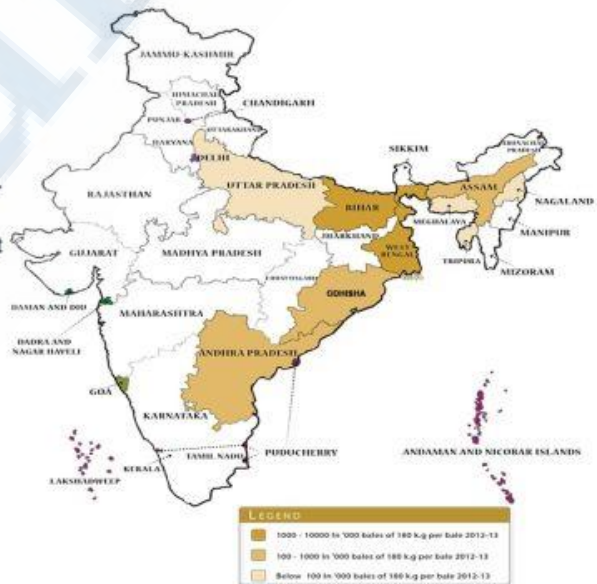 JAMMU-KASHMIR
HIMACHAL
PRADESH
CHANDIGARH
PUNJAB
UTTARAKHAND
HARYANA
DELHI
SIKKIM
ARUNACHAL
PRADESH
RAJASTHAN
UTTAR PRADESH
BIHAR
ASSAM
NAGALAND
MEGHALAYA
MANIPUR
GUJARAT
MADHYA PRADESH
JHARKHAND
WEST
BENGAL
TRIPURA
MIZORAM
CHHATTISGARH
ODHISHA
DAMAN AND DIU
MAHARASHTRA
DADRA AND
NAGAR HAVELI
ANDHRA PRADESH
GOA
KARNATAKA
PUDUCHERRY
ANDAMAN AND NICOBAR ISLANDS
LAKSHADWEEP
KERALA
TAMIL NADU
LEGEND
1000 - 10000 In '000 bales of 180 k.g per bale 2012-13
100 - 1000 In '000 bales of 180 k.g per bale 2012-13
Below 100 In '000 bales of 180 k.g per bale 2012-13